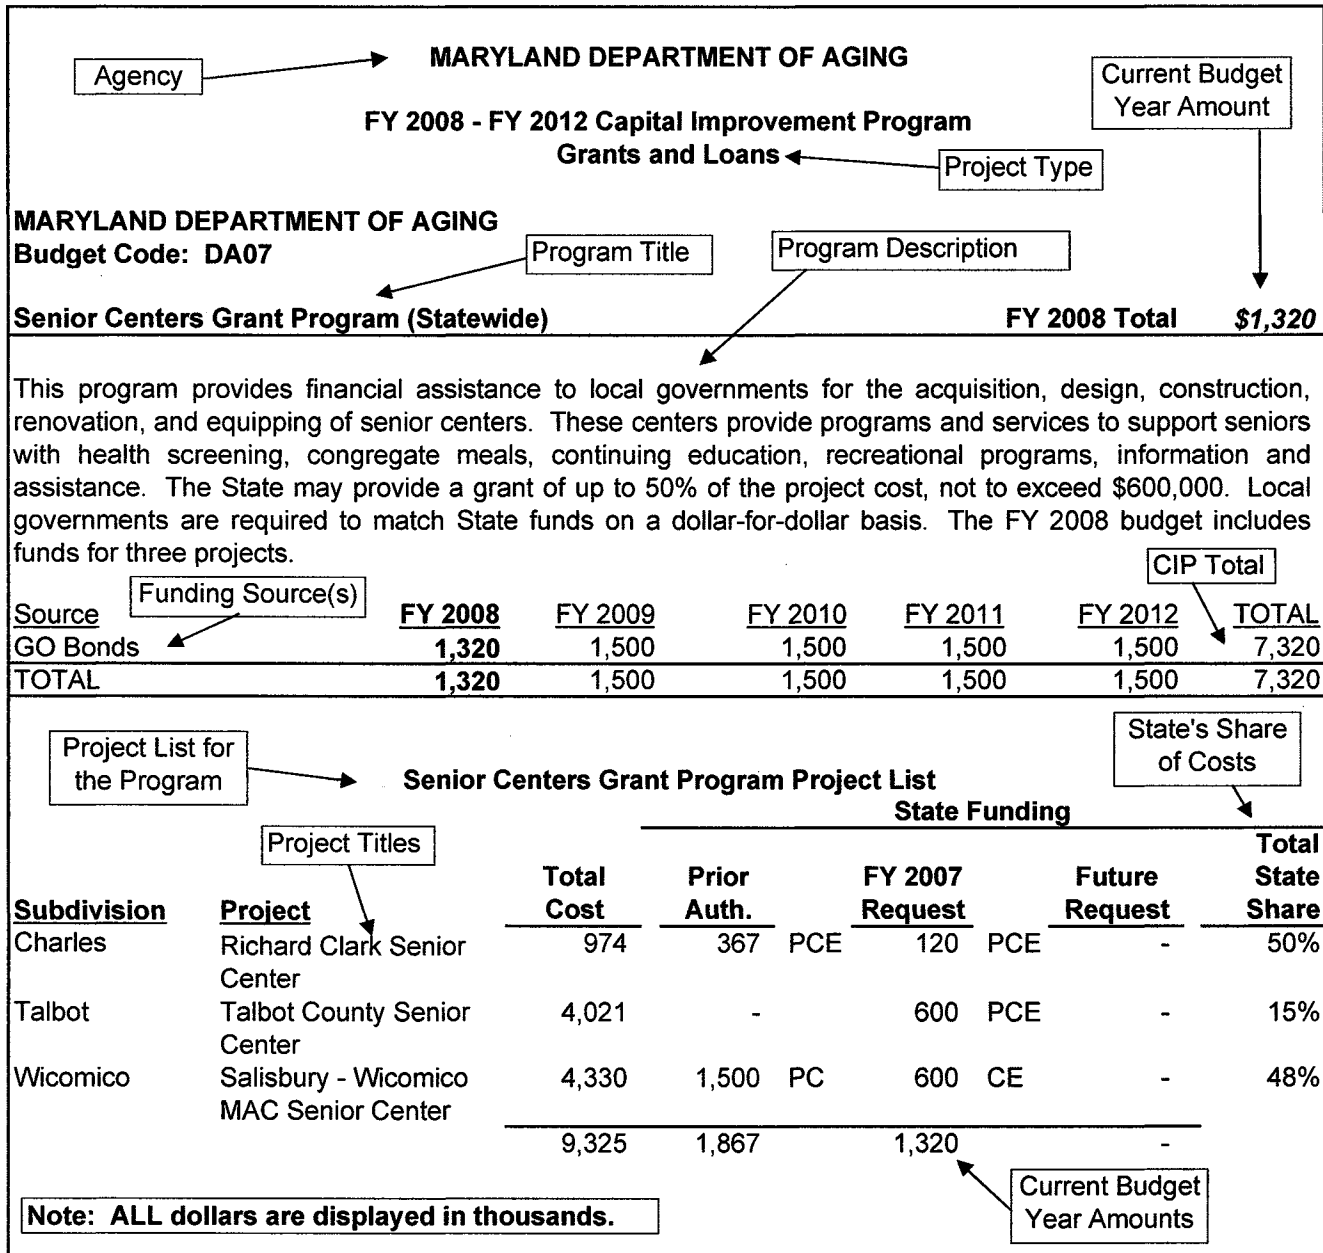 MARYLAND DEPARTMENT OF AGING
Agency
Current Budget
Year Amount
FY 2008 - FY 2012 Capital Improvement Program
Grants and Loans
Project Type
MARYLAND DEPARTMENT OF AGING
Budget Code: DA07
Program Title
Program Description
Senior Centers Grant Program (Statewide) FY 2008 Total $1,320
This program provides financial assistance to local governments for the acquisition, design, construction,
renovation, and equipping of senior centers. These centers provide programs and services to support seniors
with health screening, congregate meals, continuing education, recreational programs, information and
assistance. The State may provide a grant of up to 50% of the project cost, not to exceed $600,000. Local
governments are required to match State funds on a dollar-for-dollar basis. The FY 2008 budget includes
funds for three projects.
CIP Total
Funding Source(s)
Source FY 2008 FY 2009 FY 2010 FY 2011 FY 2012 TOTAL
GO Bonds 1,320 1,500 1,500 1,500 1,500 7,320
TOTAL 1,320 1,500 1,500 1,500 1,500 7,320
Project List for
the Program
State's Share
of Costs
Senior Centers Grant Program Project List
State Funding
Project Titles
Total
Total Prior FY 2007 Future State
Subdivision Project Cost Auth. Request Request Share
Charles Richard Clark Senior 974 367 PCE 120 PCE - 50%
Center
Talbot Talbot County Senior 4,021 - 600 PCE - 15%
Center
Wicomico Salisbury - Wicomico 4,330 1,500 PC 600 CE - 48%
MAC Senior Center
9,325 1,867 1,320 -
Current Budget
Year Amounts
Note: ALL dollars are displayed in thousands.